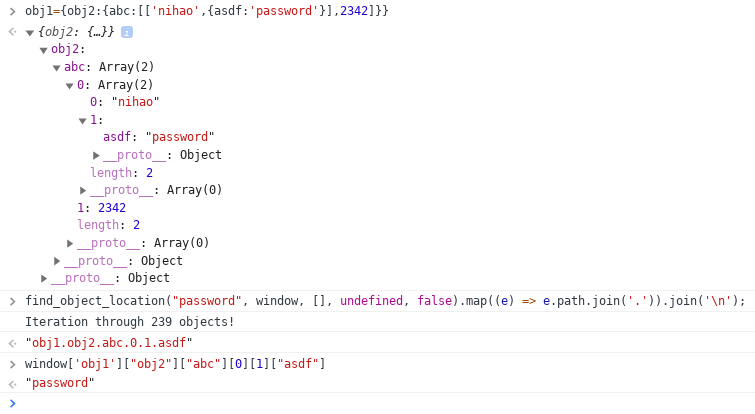 obj1={obj2:{abc:[['nihao',{asdf:'password'}],2342]}}
{obj2: {…}} i
obj2:
abc: Array(2)
0: Array(2)
0: "nihao"
1:
asdf: "password"
__proto__: Object
length: 2
__proto__: Array(0)
1: 2342
length: 2
__proto__: Array(0)
__proto__: Object
__proto__: Object
find_object_location("password", window, [], undefined, false).map((e) => e.path.join('.')).join('\n');
Iteration through 239 objects!
"obj1.obj2.abc.0.1.asdf"
window['obj1']["obj2"]["abc"][0][1]["asdf"]
"password"